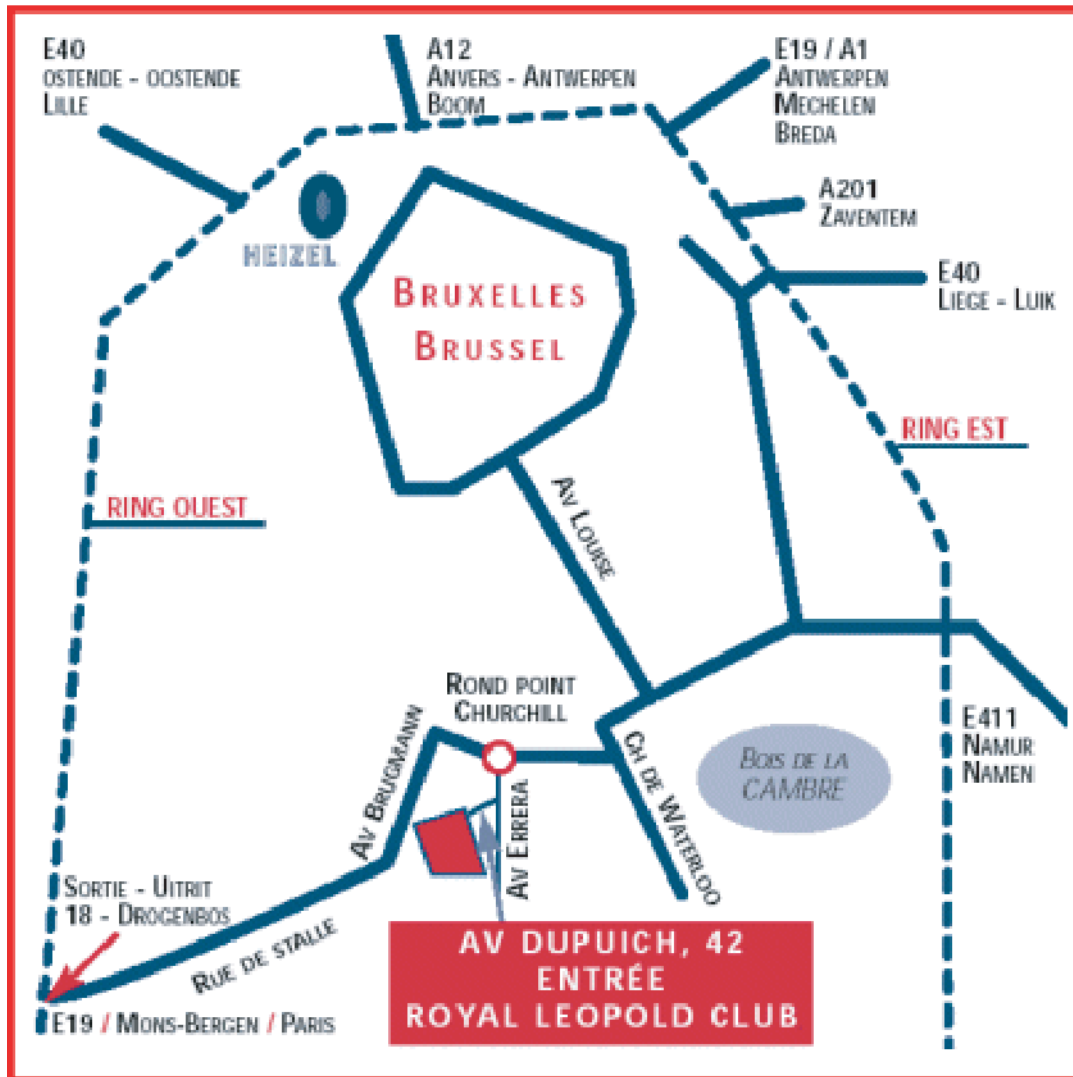 E40
OSTENDE - OOSTENDE
LILLE
A12
ANVERS - ANTWERPEN
BOOM
E19 / A1
ANTWERPEN
MECHELEN
BREDA
A201
ZAVENTEM
HEIZEL
E40
LIEGE - LUIK
BRUXELLES
BRUSSEL
RING EST
RING OUEST
AV LOUISE
ROND POINT
CHURCHILL
AV BRUGMANN
CH DE WATERLOO
BOIS DE LA
CAMBRE
E411
NAMUR
NAMEN
AV ERRERA
SORTIE - UITRIT
18 - DROGENBOS
RUE DE STALLE
AV DUPUICH, 42
ENTRÉE
ROYAL LEOPOLD CLUB
E19 / MONS-BERGEN / PARIS